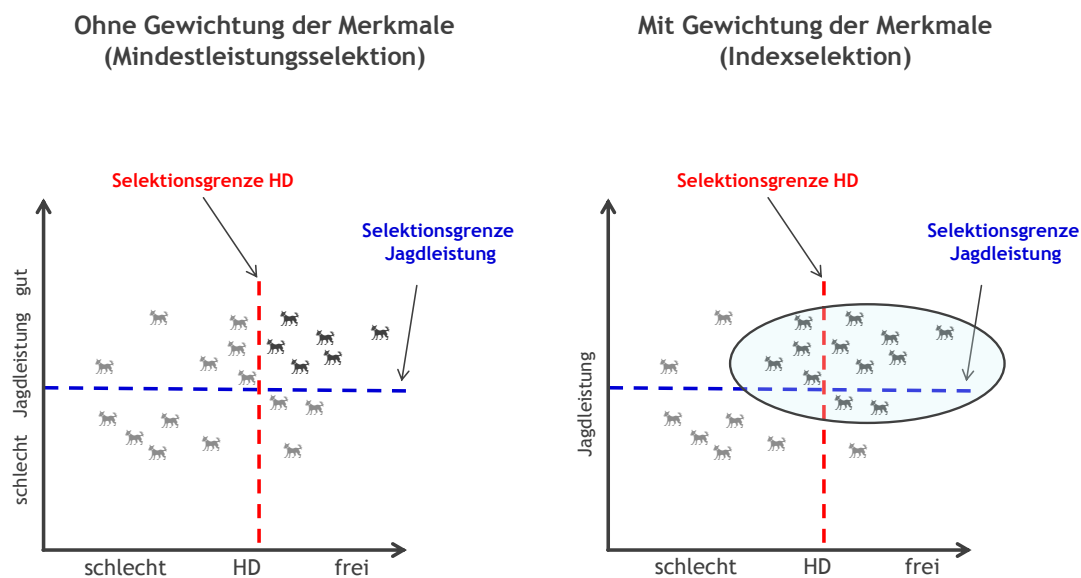 Ohne Gewichtung der Merkmale
(Mindestleistungsselektion)
Selektionsgrenze HD
Selektionsgrenze
Jagdleistung
schlecht Jagdleistung gut
schlecht HD frei
Mit Gewichtung der Merkmale
(Indexselektion)
Selektionsgrenze HD
Selektionsgrenze
Jagdleistung
Jagdleistung
schlecht HD frei